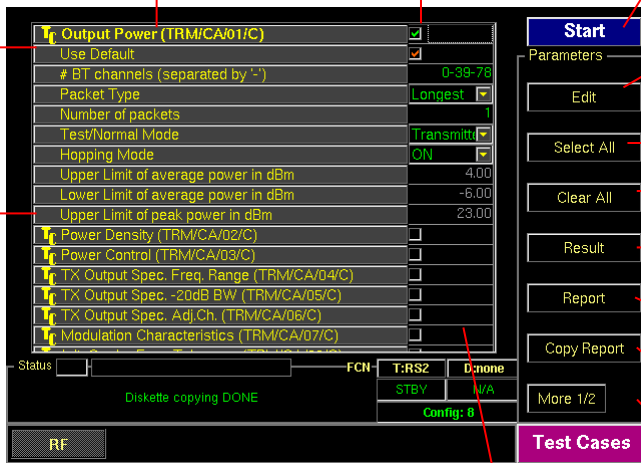 Output Power (TRM/CA/01/C)
Use Default
# BT channels (separated by '-') 0-39-78
Packet Type Longest
Number of packets 1
Test/Normal Mode Transmitte
Hopping Mode ON
Upper Limit of average power in dBm 4.00
Lower Limit of average power in dBm -6.00
Upper Limit of peak power in dBm 23.00
Power Density (TRM/CA/02/C)
Power Control (TRM/CA/03/C)
TX Output Spec. Freq. Range (TRM/CA/04/C)
TX Output Spec. -20dB BW (TRM/CA/05/C)
TX Output Spec. Adj.Ch. (TRM/CA/06/C)
Modulation Characteristics (TRM/CA/07/C)
Start
Parameters
Edit
Select All
Clear All
Result
Report
Copy Report
More 1/2
Status
FCN
T:RS2 D:none
STBY N/A
Diskette copying DONE
Config: 8
RF
Test Cases